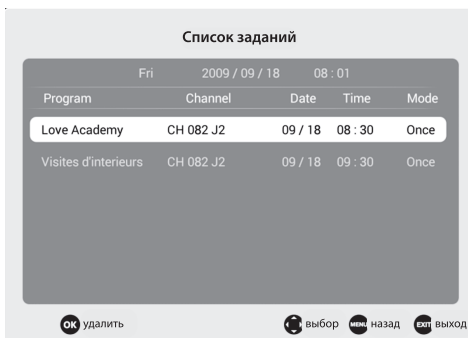 Список заданий
Fri 2009 / 09 / 18 08 : 01
Program Channel Date Time Mode
Love Academy CH 082 J2 09 / 18 08 : 30 Once
Visites d'interieurs CH 082 J2 09 / 18 09 : 30 Once
OK удалить выбор MENU назад EXIT выход